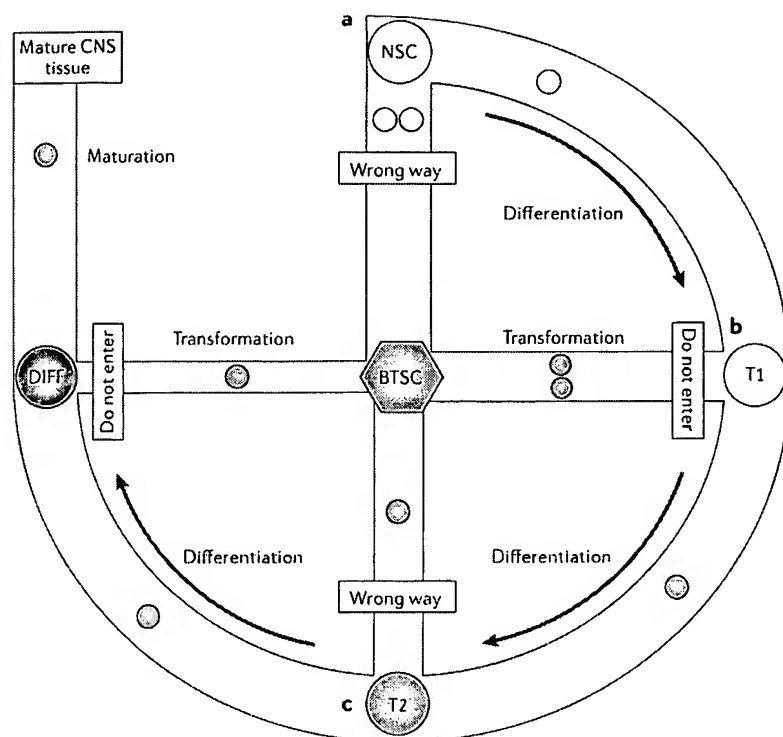 a
NSC
Mature CNS
tissue
Maturation
Wrong way
Differentiation
Transformation
Transformation
b
DIFF
Do not enter
BTSC
Do not enter
T1
Differentiation
Differentiation
Wrong way
c
T2